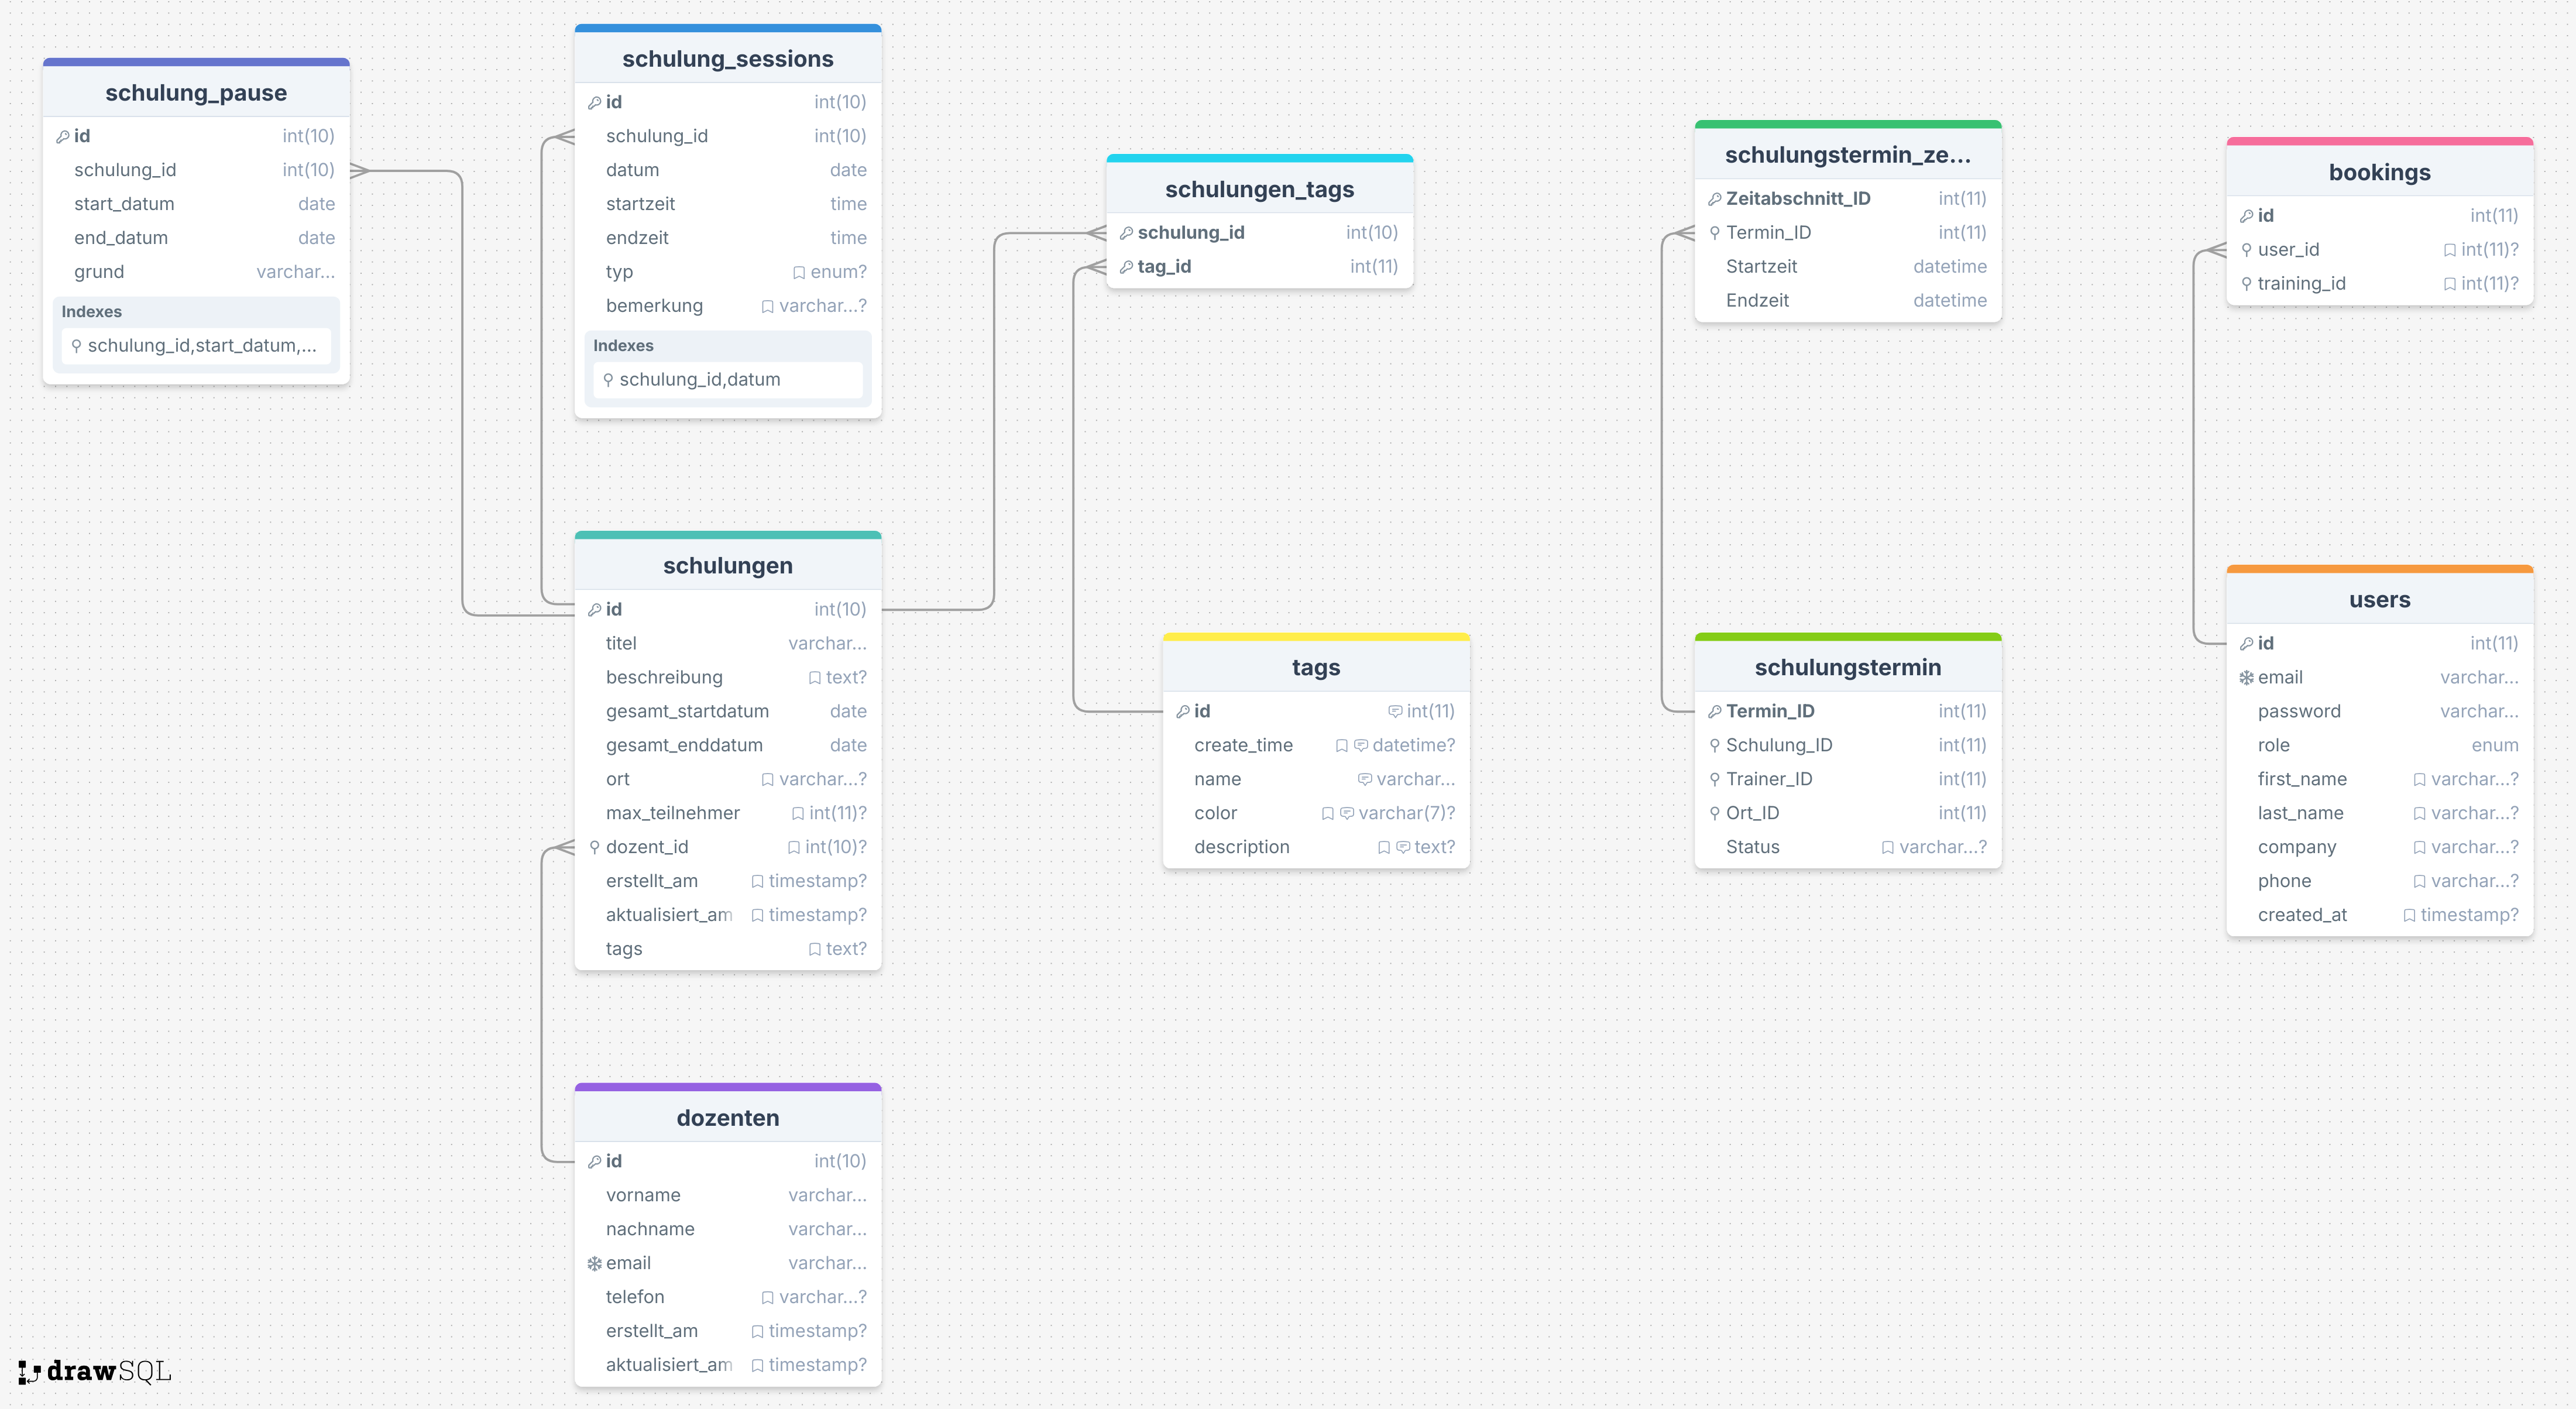 schulung_pause
id int(10)
schulung_id int(10)
start_datum date
end_datum date
grund varchar...
Indexes
schulung_id,start_datum,...
schulung_sessions
id int(10)
schulung_id int(10)
datum date
startzeit time
endzeit time
typ enum?
bemerkung varchar...?
Indexes
schulung_id,datum
schulungen_tags
schulung_id int(10)
tag_id int(11)
schulungstermin_ze...
Zeitabschnitt_ID int(11)
Termin_ID int(11)
Startzeit datetime
Endzeit datetime
bookings
id int(11)
user_id int(11)?
training_id int(11)?
schulungen
id int(10)
titel varchar...
beschreibung text?
gesamt_startdatum date
gesamt_enddatum date
ort varchar...?
max_teilnehmer int(11)?
dozent_id int(10)?
erstellt_am timestamp?
aktualisiert_am timestamp?
tags text?
tags
id int(11)
create_time datetime?
name varchar...
color varchar(7)?
description text?
schulungstermin
Termin_ID int(11)
Schulung_ID int(11)
Trainer_ID int(11)
Ort_ID int(11)
Status varchar...?
users
id int(11)
email varchar...
password varchar...
role enum
first_name varchar...?
last_name varchar...?
company varchar...?
phone varchar...?
created_at timestamp?
dozenten
id int(10)
vorname varchar...
nachname varchar...
email varchar...
telefon varchar...?
erstellt_am timestamp?
aktualisiert_am timestamp?
drawSQL